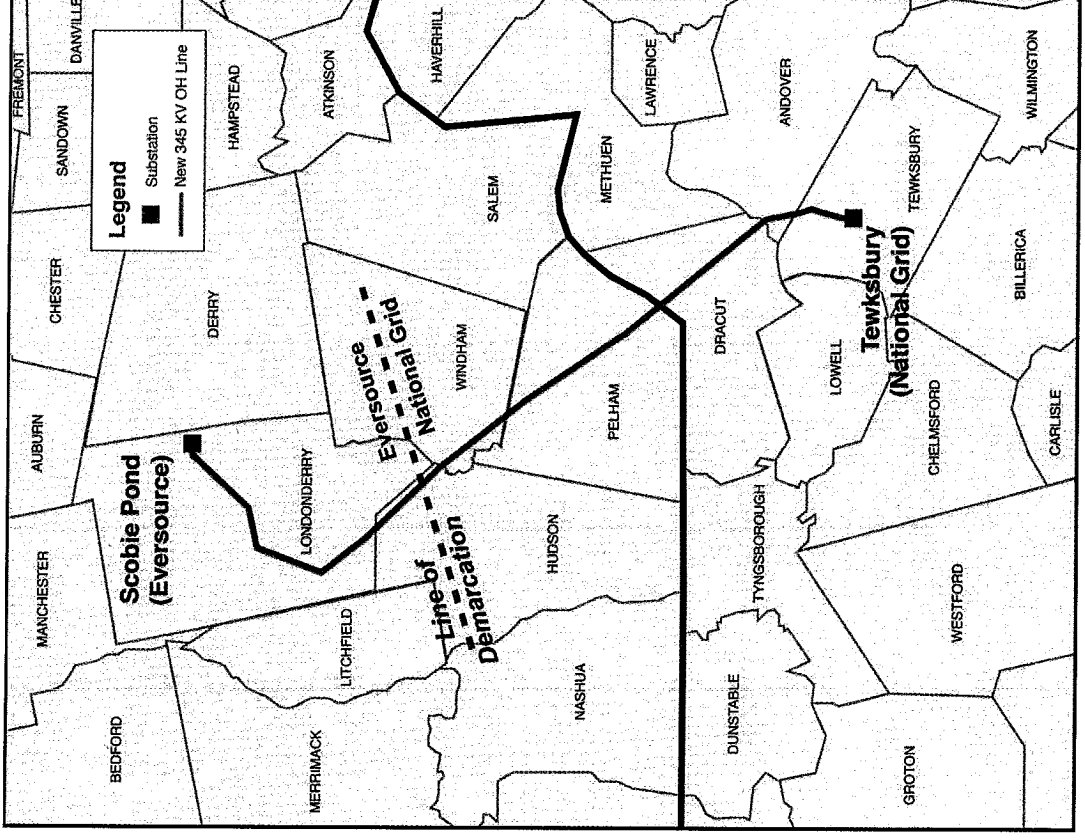 FREMONT
DANVILLE
SANDOWN
CHESTER
AUBURN
MANCHESTER
BEDFORD
Legend
Substation
New 345 KV OH Line
HAMPSTEAD
ATKINSON
HAVERHILL
DERRY
Scobie Pond
(Eversource)
LONDONDERRY
LITCHFIELD
MERRIMACK
Eversource
National Grid
WINDHAM
SALEM
Line of
Demarcation
HUDSON
NASHUA
PELHAM
METHUEN
LAWRENCE
ANDOVER
DRACUT
TYNGSBOROUGH
DUNSTABLE
LOWELL
Tewksbury
(National Grid)
TEWKSBURY
WILMINGTON
BILLERICA
CHELMSFORD
CARLISLE
WESTFORD
GROTON